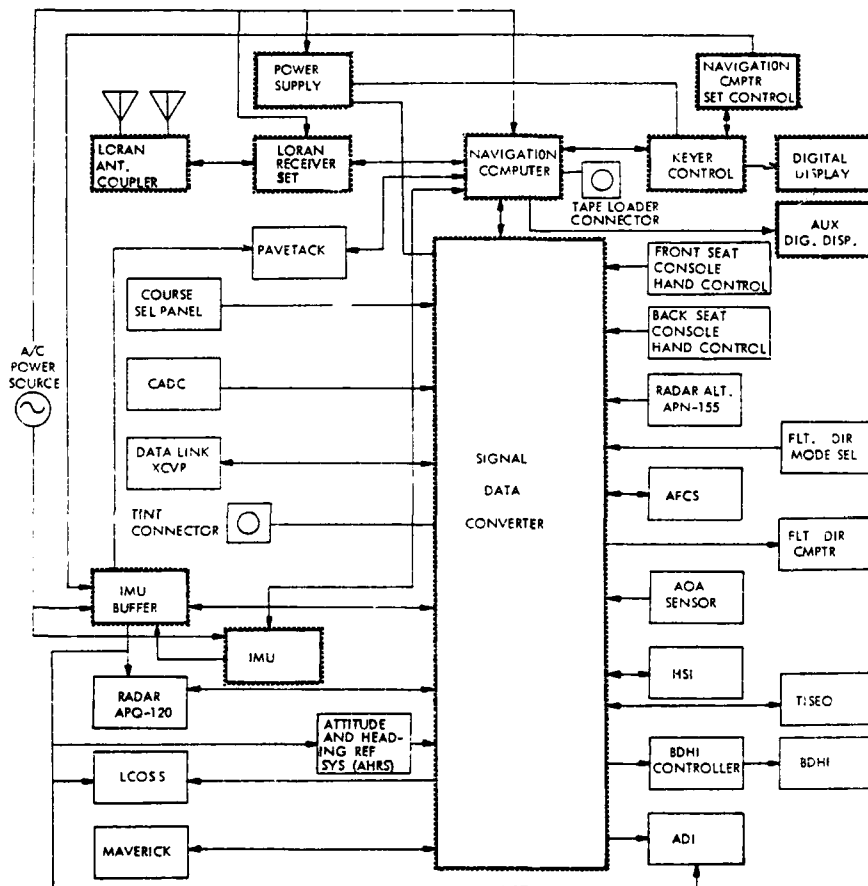 POWER
SUPPLY
NAVIGATION
CMPTR
SET CONTROL
LORAN
ANT.
COUPLER
LORAN
RECEIVER
SET
NAVIGATION
COMPUTER
KEYER
CONTROL
DIGITAL
DISPLAY
TAPE LOADER
CONNECTOR
AUX
DIG. DISP.
PAVETACK
FRONT SEAT
CONSOLE
HAND CONTROL
COURSE
SEL PANEL
BACK SEAT
CONSOLE
HAND CONTROL
A/C
POWER
SOURCE
CADC
RADAR ALT.
APN-155
DATA LINK
XCVP
SIGNAL
DATA
CONVERTER
FLT. DIR
MODE SEL
AFCS
TINT
CONNECTOR
FLT DIR
CMPTR
IMU
BUFFER
AOA
SENSOR
IMU
HSI
RADAR
APQ-120
TISEO
ATTITUDE
AND HEAD-
ING REF
SYS (AHRS)
BDHI
CONTROLLER
BDHI
LCOSS
MAVERICK
ADI